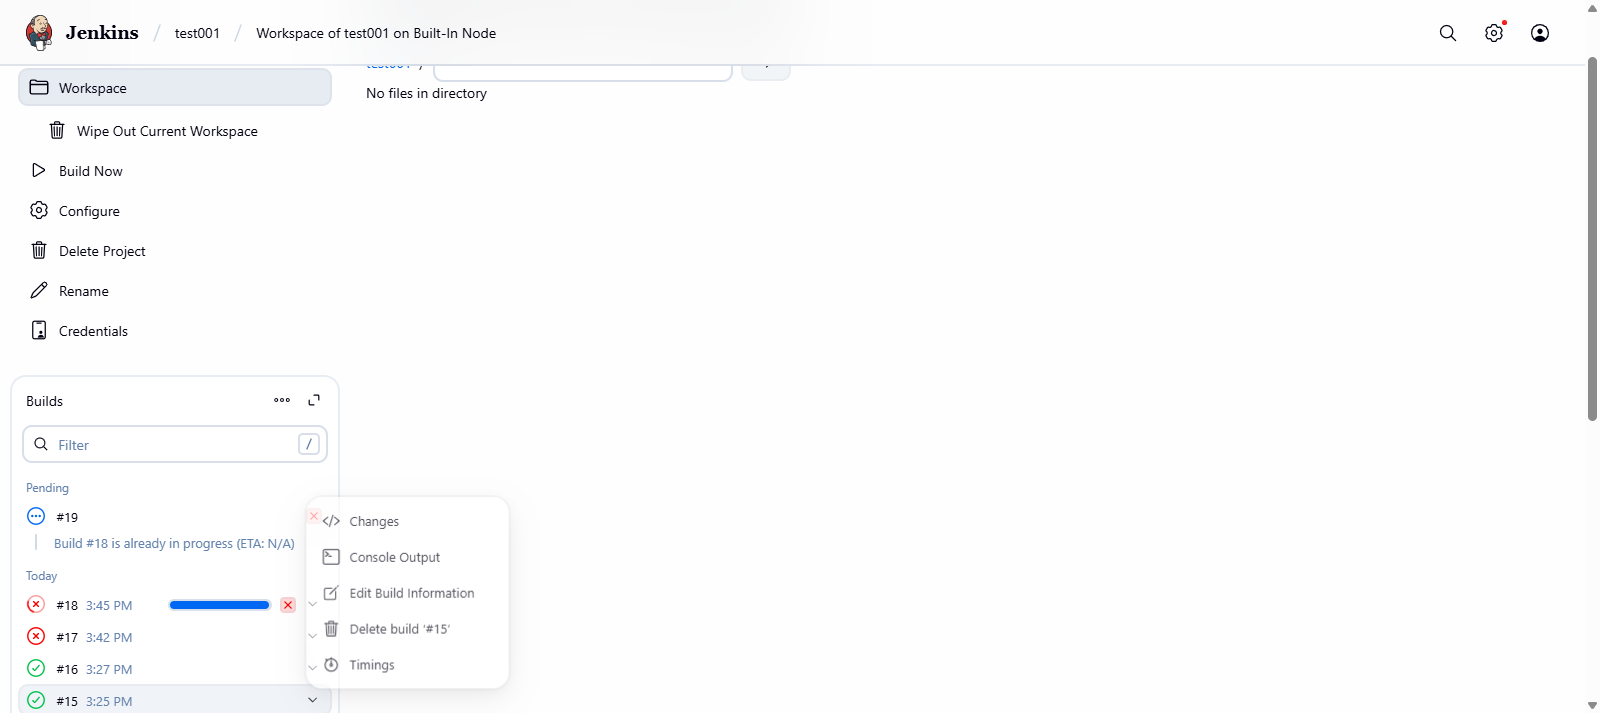 Jenkins / test001 / Workspace of test001 on Built-In Node
Workspace
No files in directory
Wipe Out Current Workspace
Build Now
Configure
Delete Project
Rename
Credentials
Builds
Filter /
Pending
#19
Build #18 is already in progress (ETA: N/A)
Today
#18 3:45 PM
#17 3:42 PM
#16 3:27 PM
#15 3:25 PM
Changes
Console Output
Edit Build Information
Delete build ‘#15’
Timings